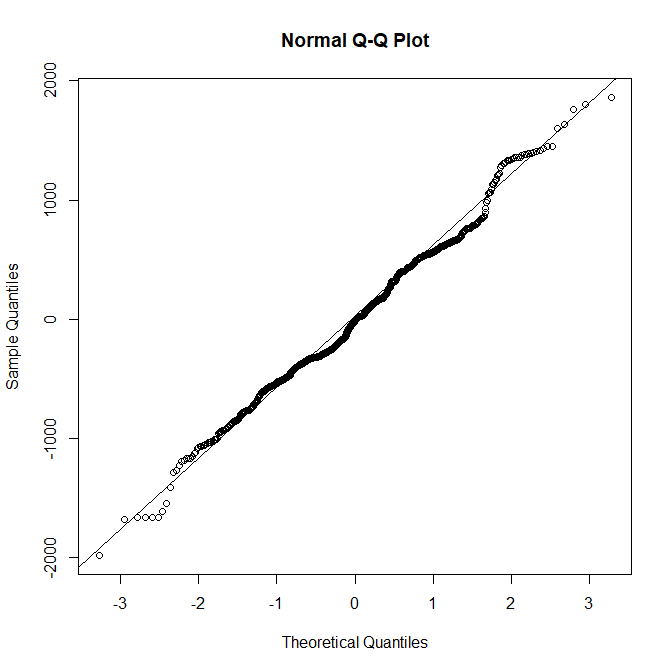 Normal Q-Q Plot
2000
1000
0
-1000
-2000
Sample Quantiles
-3 -2 -1 0 1 2 3
Theoretical Quantiles